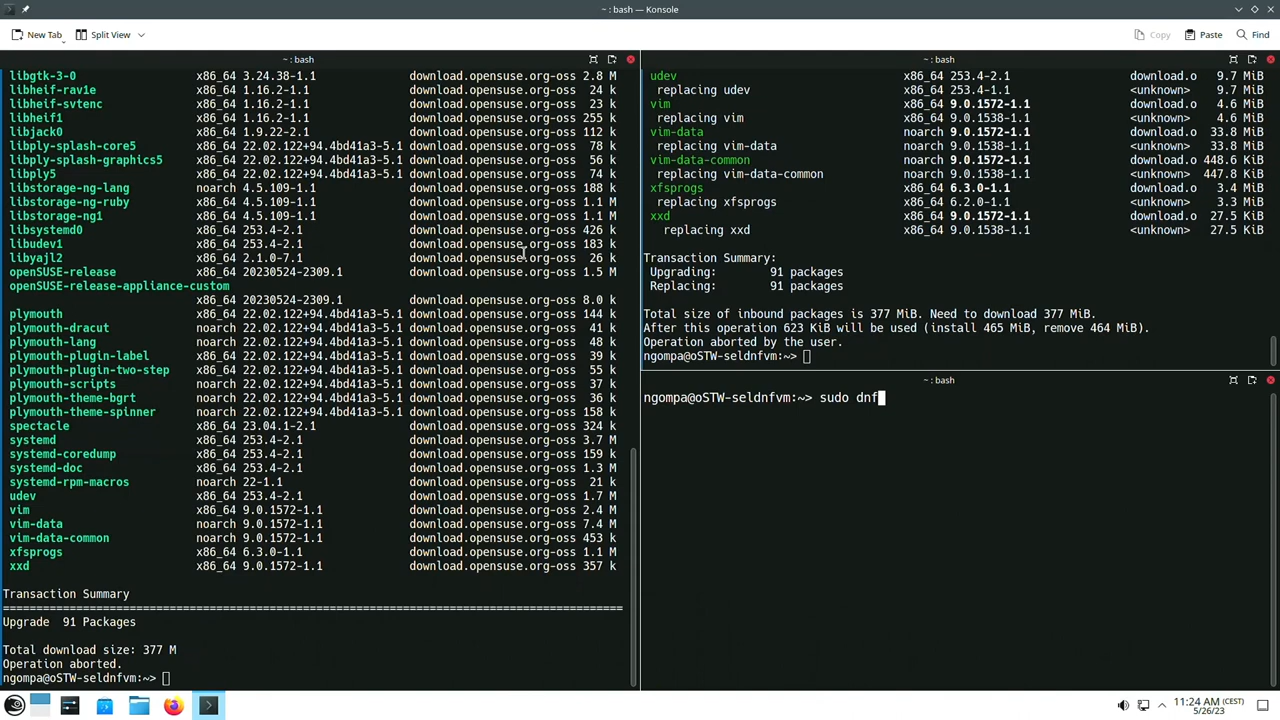 ~ : bash — Konsole
New Tab
Split View
Copy
Paste
Find
~ : bash
libgtk-3-0 x86_64 3.24.38-1.1 download.opensuse.org-oss 2.8 M
libheif-rav1e x86_64 1.16.2-1.1 download.opensuse.org-oss 24 k
libheif-svtenc x86_64 1.16.2-1.1 download.opensuse.org-oss 23 k
libheif1 x86_64 1.16.2-1.1 download.opensuse.org-oss 255 k
libjack0 x86_64 1.9.22-2.1 download.opensuse.org-oss 112 k
libply-splash-core5 x86_64 22.02.122+94.4bd41a3-5.1 download.opensuse.org-oss 78 k
libply-splash-graphics5 x86_64 22.02.122+94.4bd41a3-5.1 download.opensuse.org-oss 56 k
libply5 x86_64 22.02.122+94.4bd41a3-5.1 download.opensuse.org-oss 74 k
libstorage-ng-lang noarch 4.5.109-1.1 download.opensuse.org-oss 188 k
libstorage-ng-ruby x86_64 4.5.109-1.1 download.opensuse.org-oss 1.1 M
libstorage-ng1 x86_64 4.5.109-1.1 download.opensuse.org-oss 1.1 M
libsystemd0 x86_64 253.4-2.1 download.opensuse.org-oss 426 k
libudev1 x86_64 253.4-2.1 download.opensuse.org-oss 183 k
libyajl2 x86_64 2.1.0-7.1 download.opensuse.org-oss 26 k
openSUSE-release x86_64 20230524-2309.1 download.opensuse.org-oss 1.5 M
openSUSE-release-appliance-custom
x86_64 20230524-2309.1 download.opensuse.org-oss 8.0 k
plymouth x86_64 22.02.122+94.4bd41a3-5.1 download.opensuse.org-oss 144 k
plymouth-dracut noarch 22.02.122+94.4bd41a3-5.1 download.opensuse.org-oss 41 k
plymouth-lang noarch 22.02.122+94.4bd41a3-5.1 download.opensuse.org-oss 48 k
plymouth-plugin-label x86_64 22.02.122+94.4bd41a3-5.1 download.opensuse.org-oss 39 k
plymouth-plugin-two-step x86_64 22.02.122+94.4bd41a3-5.1 download.opensuse.org-oss 55 k
plymouth-scripts noarch 22.02.122+94.4bd41a3-5.1 download.opensuse.org-oss 37 k
plymouth-theme-bgrt noarch 22.02.122+94.4bd41a3-5.1 download.opensuse.org-oss 36 k
plymouth-theme-spinner noarch 22.02.122+94.4bd41a3-5.1 download.opensuse.org-oss 158 k
spectacle x86_64 23.04.1-2.1 download.opensuse.org-oss 324 k
systemd x86_64 253.4-2.1 download.opensuse.org-oss 3.7 M
systemd-coredump x86_64 253.4-2.1 download.opensuse.org-oss 159 k
systemd-doc noarch 253.4-2.1 download.opensuse.org-oss 1.3 M
systemd-rpm-macros noarch 22-1.1 download.opensuse.org-oss 21 k
udev x86_64 253.4-2.1 download.opensuse.org-oss 1.7 M
vim x86_64 9.0.1572-1.1 download.opensuse.org-oss 2.4 M
vim-data noarch 9.0.1572-1.1 download.opensuse.org-oss 7.4 M
vim-data-common noarch 9.0.1572-1.1 download.opensuse.org-oss 453 k
xfsprogs x86_64 6.3.0-1.1 download.opensuse.org-oss 1.1 M
xxd x86_64 9.0.1572-1.1 download.opensuse.org-oss 357 k
Transaction Summary
Upgrade 91 Packages
Total download size: 377 M
Operation aborted.
ngompa@oSTW-seldnfvm:~>
~ : bash
udev x86_64 253.4-2.1 download.o 9.7 MiB
replacing udev x86_64 253.4-1.1 <unknown> 9.7 MiB
vim x86_64 9.0.1572-1.1 download.o 4.6 MiB
replacing vim x86_64 9.0.1538-1.1 <unknown> 4.6 MiB
vim-data noarch 9.0.1572-1.1 download.o 33.8 MiB
replacing vim-data noarch 9.0.1538-1.1 <unknown> 33.8 MiB
vim-data-common noarch 9.0.1572-1.1 download.o 448.6 KiB
replacing vim-data-common noarch 9.0.1538-1.1 <unknown> 447.8 KiB
xfsprogs x86_64 6.3.0-1.1 download.o 3.4 MiB
replacing xfsprogs x86_64 6.2.0-1.1 <unknown> 3.3 MiB
xxd x86_64 9.0.1572-1.1 download.o 27.5 KiB
replacing xxd x86_64 9.0.1538-1.1 <unknown> 27.5 KiB
Transaction Summary:
Upgrading: 91 packages
Replacing: 91 packages
Total size of inbound packages is 377 MiB. Need to download 377 MiB.
After this operation 623 KiB will be used (install 465 MiB, remove 464 MiB).
Operation aborted by the user.
ngompa@oSTW-seldnfvm:~>
~ : bash
ngompa@oSTW-seldnfvm:~> sudo dnf
11:24 AM (CEST)
5/26/23